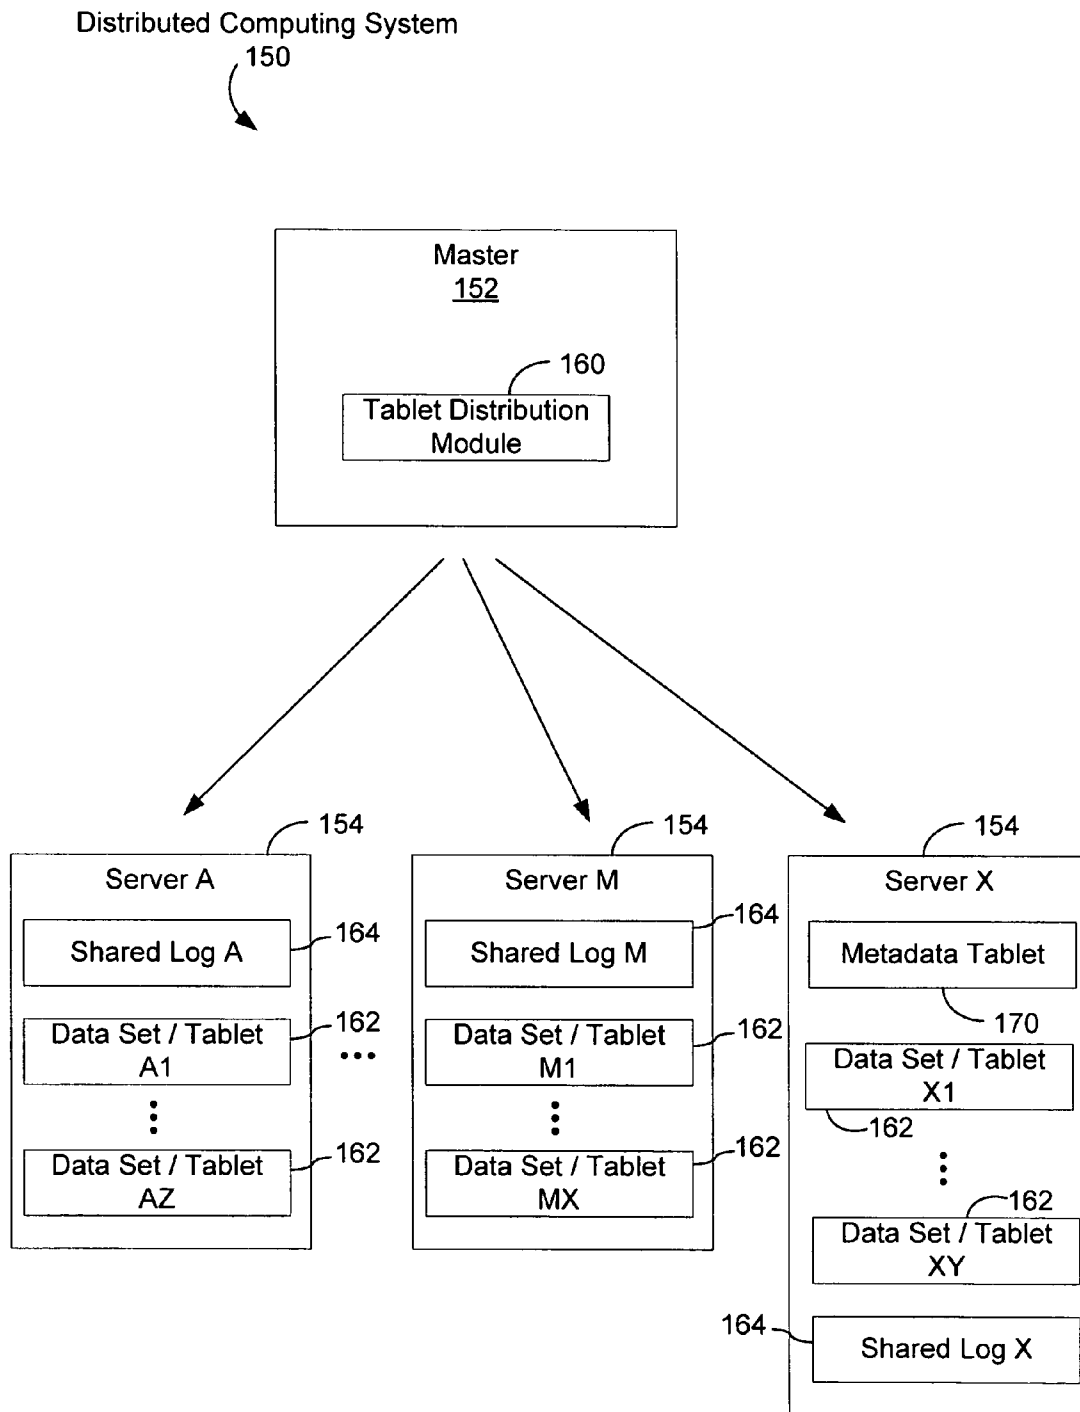 Distributed Computing System
150
Master
152
160
Tablet Distribution
Module
154
Server A
Shared Log A
164
Data Set / Tablet
A1
162
Data Set / Tablet
AZ
162
154
Server M
Shared Log M
164
Data Set / Tablet
M1
162
Data Set / Tablet
MX
162
154
Server X
Metadata Tablet
170
Data Set / Tablet
X1
162
162
Data Set / Tablet
XY
164
Shared Log X